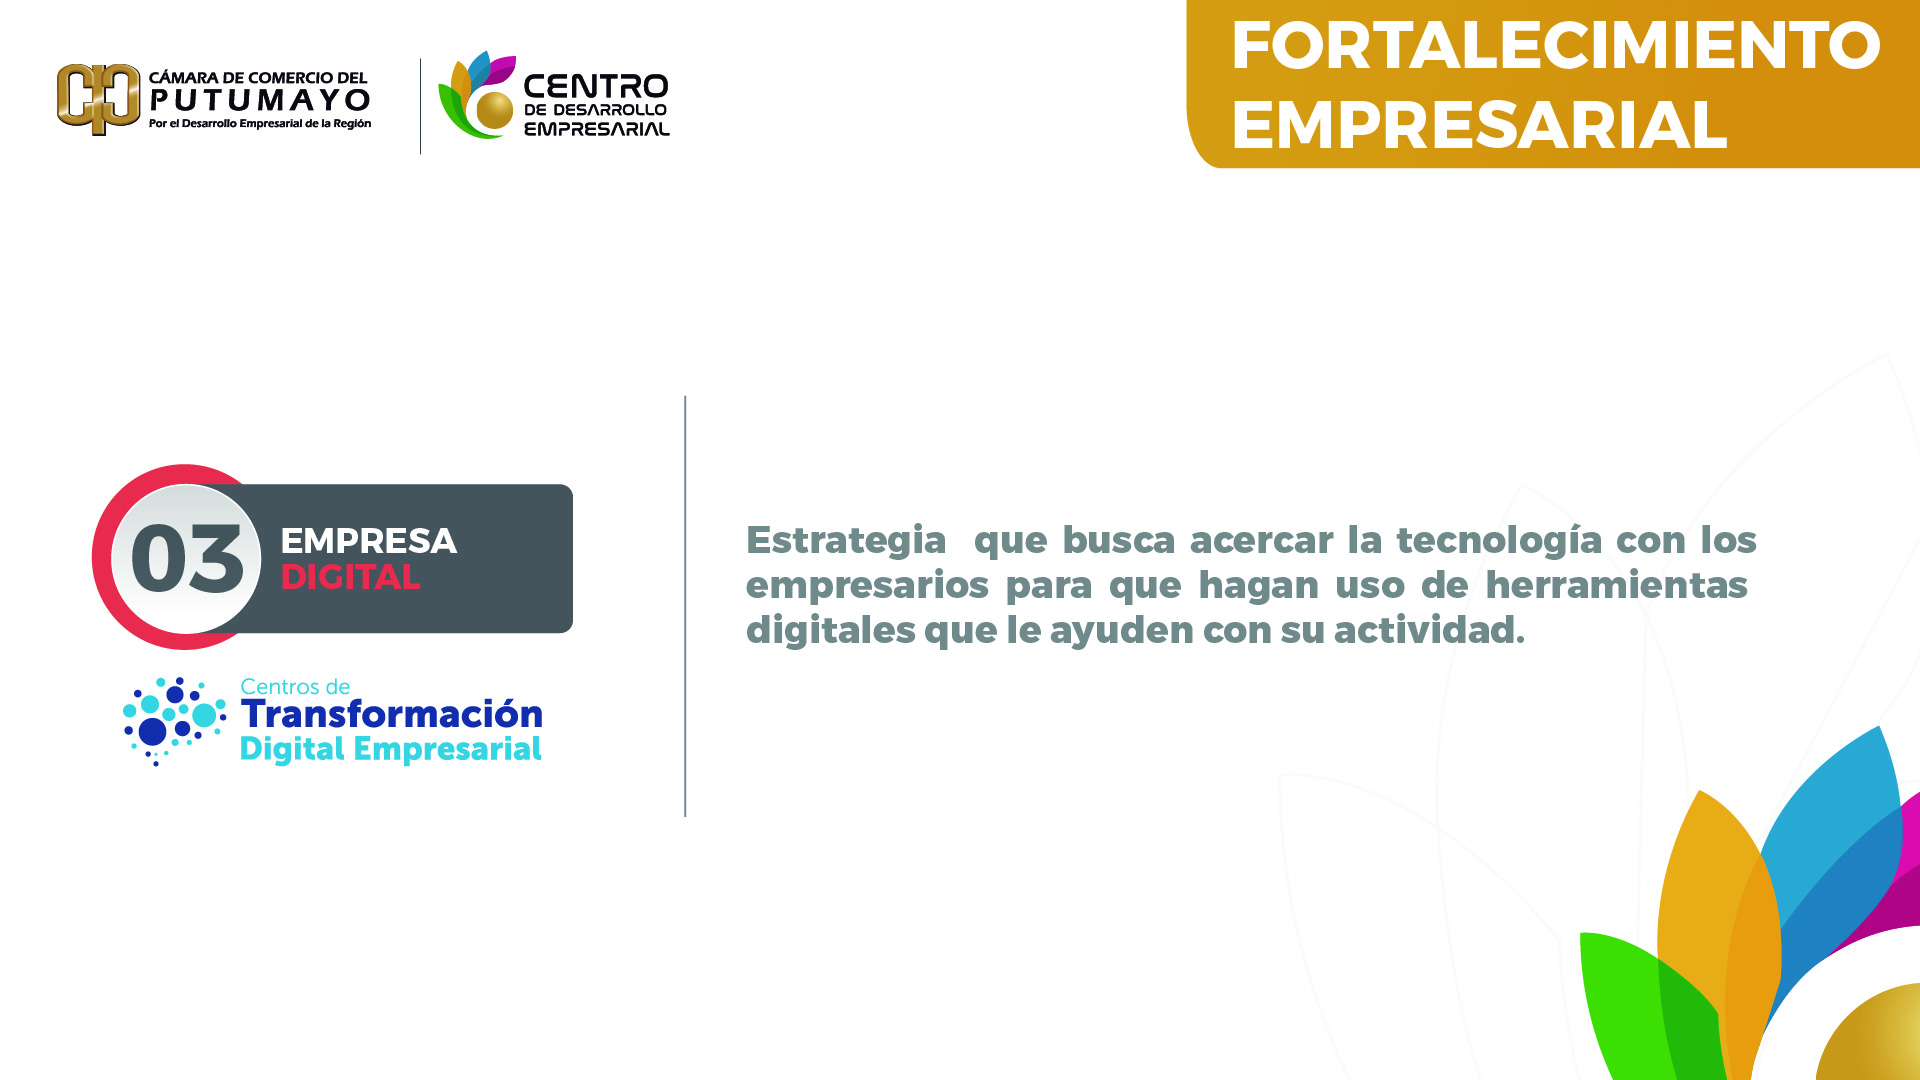 CÁMARA DE COMERCIO DEL
PUTUMAYO
Por el Desarrollo Empresarial de la Región
CENTRO
DE DESARROLLO
EMPRESARIAL
FORTALECIMIENTO
EMPRESARIAL
03
EMPRESA
DIGITAL
Centros de
Transformación
Digital Empresarial
Estrategia que busca acercar la tecnología con los
empresarios para que hagan uso de herramientas
digitales que le ayuden con su actividad.